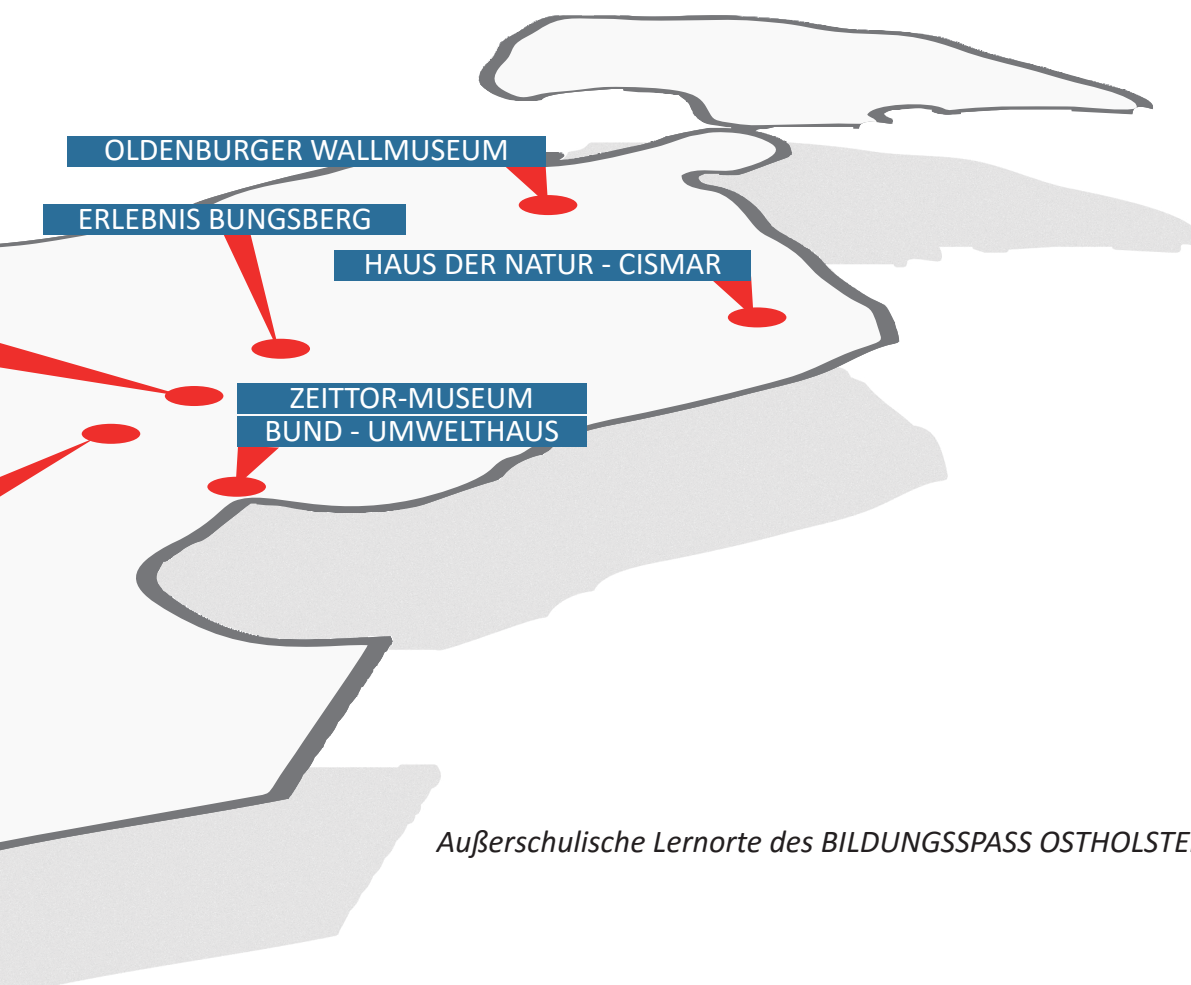 OLDENBURGER WALLMUSEUM
ERLEBNIS BUNGSBERG
HAUS DER NATUR - CISMAR
ZEITTOR-MUSEUM
BUND - UMWELTHAUS
Außerschulische Lernorte des BILDUNGSSPASS